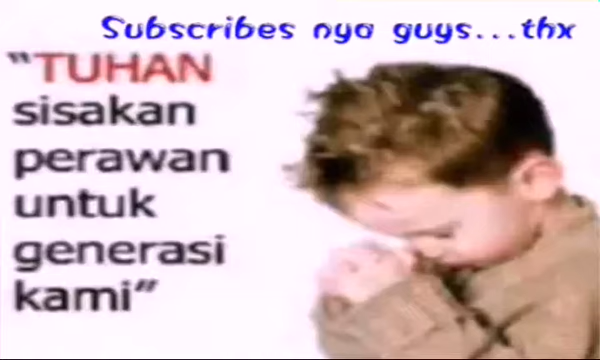 Subscribes nya guys...thx
"TUHAN
sisakan
perawan
untuk
generasi
kami"